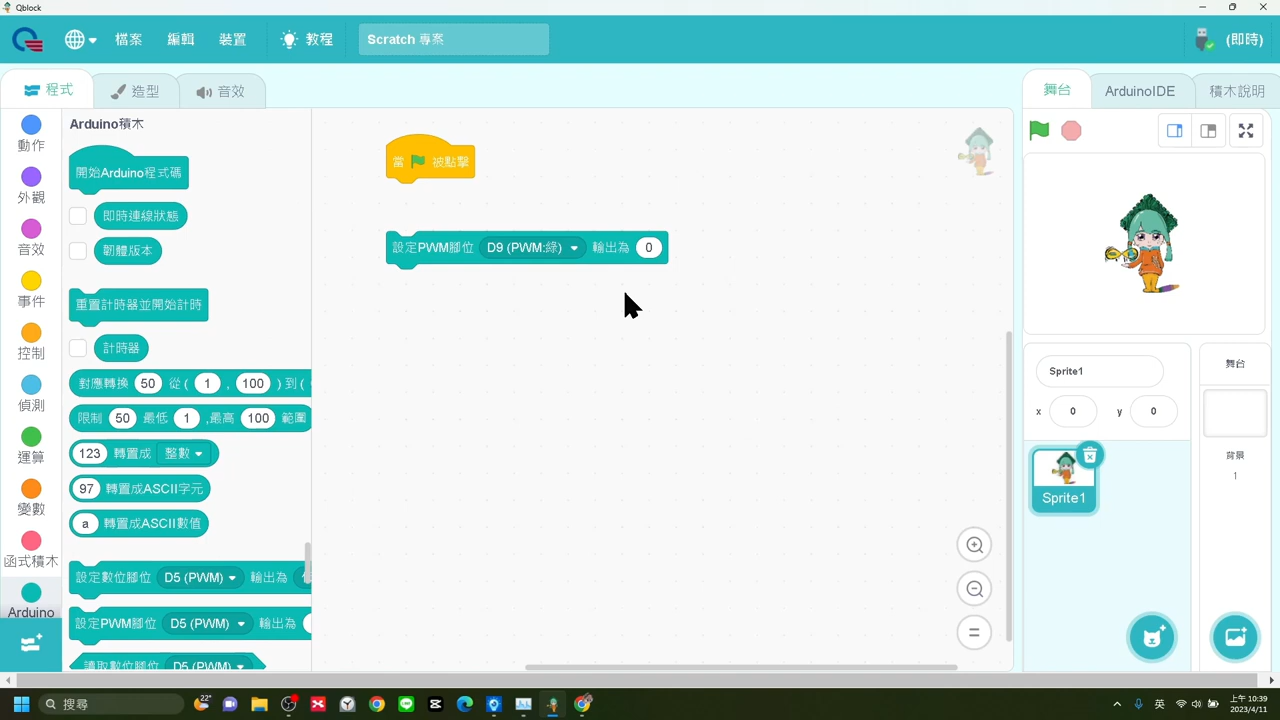 Qblock
檔案 編輯 裝置 教程 Scratch 專案 (即時)
程式 造型 音效 舞台 ArduinoIDE 積木說明
動作
外觀
音效
事件
控制
偵測
運算
變數
函式積木
Arduino
Arduino積木
開始Arduino程式碼
即時連線狀態
韌體版本
重置計時器並開始計時
計時器
對應轉換 50 從( 1 , 100 )到(
限制 50 最低 1 ,最高 100 範圍
123 轉置成 整數
97 轉置成ASCII字元
a 轉置成ASCII數值
設定數位腳位 D5 (PWM) 輸出為
設定PWM腳位 D5 (PWM) 輸出為
讀取數位腳位 D5 (PWM)
當 被點擊
設定PWM腳位 D9 (PWM:綠) 輸出為 0
Sprite1
x 0 y 0
Sprite1
舞台
背景
1
搜尋
22°
英
上午 10:39
2023/4/11